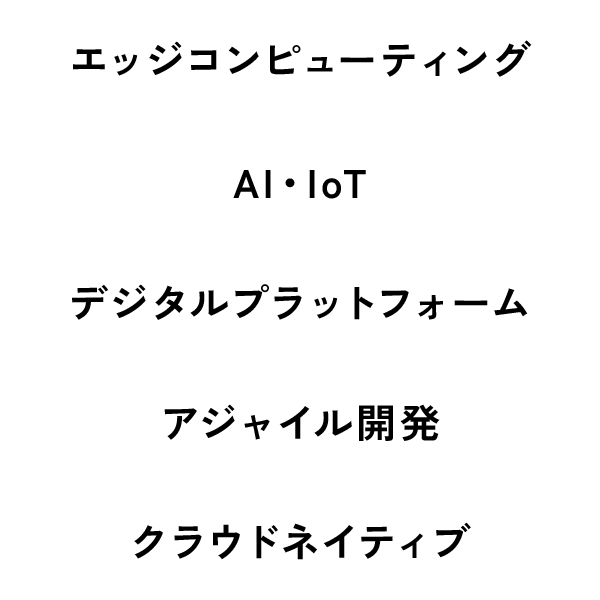 エッジコンピューティング
AI・IoT
デジタルプラットフォーム
アジャイル開発
クラウドネイティブ